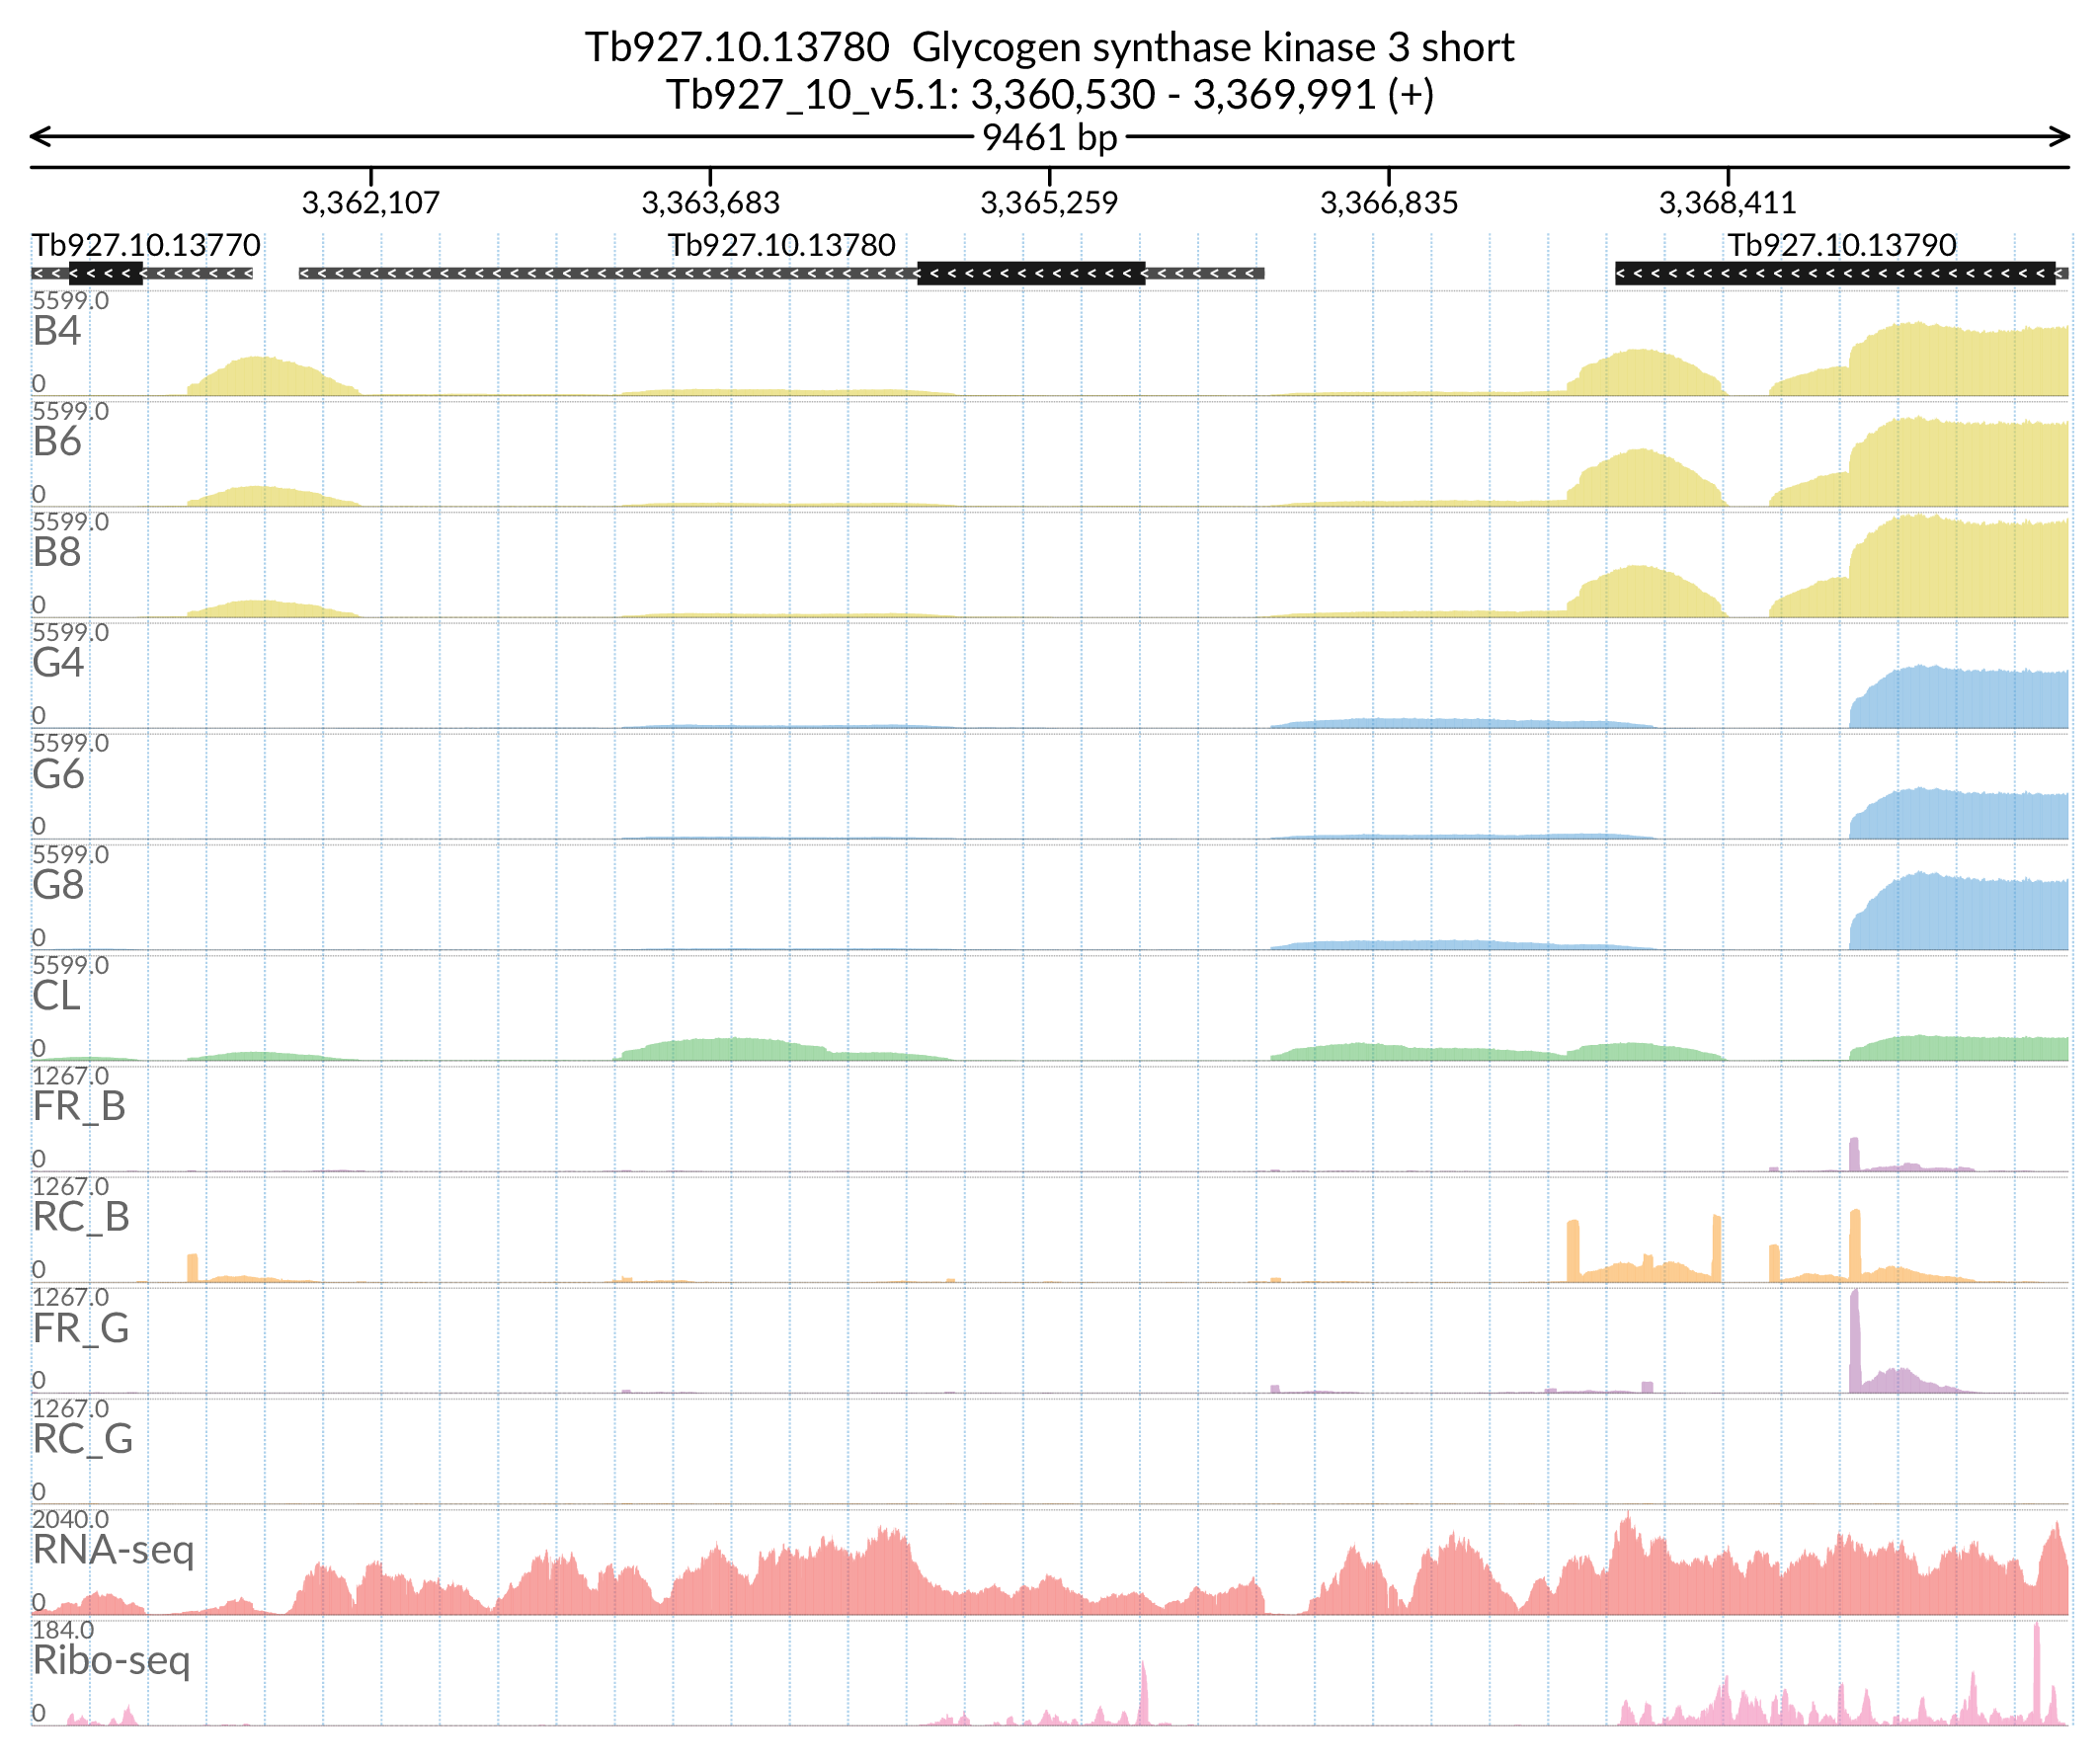 Tb927.10.13780 Glycogen synthase kinase 3 short
Tb927_10_v5.1: 3,360,530 - 3,369,991 (+)
9461 bp
3,362,107 3,363,683 3,365,259 3,366,835 3,368,411
Tb927.10.13770 Tb927.10.13780 Tb927.10.13790
5599.0
B4
0
5599.0
B6
0
5599.0
B8
0
5599.0
G4
0
5599.0
G6
0
5599.0
G8
0
5599.0
CL
0
1267.0
FR_B
0
1267.0
RC_B
0
1267.0
FR_G
0
1267.0
RC_G
0
2040.0
RNA-seq
0
184.0
Ribo-seq
0